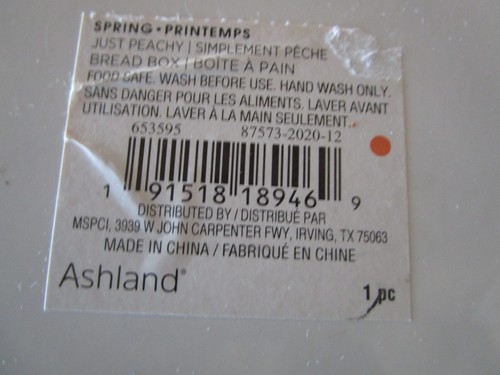 SPRING • PRINTEMPS
JUST PEACHY | SIMPLEMENT PÊCHE
BREAD BOX | BOÎTE À PAIN
FOOD SAFE. WASH BEFORE USE. HAND WASH ONLY.
SANS DANGER POUR LES ALIMENTS. LAVER AVANT
UTILISATION. LAVER À LA MAIN SEULEMENT.
653595 87573-2020-12
1 91518 18946 9
DISTRIBUTED BY / DISTRIBUÉ PAR
MSPCI, 3939 W JOHN CARPENTER FWY, IRVING, TX 75063
MADE IN CHINA / FABRIQUÉ EN CHINE
Ashland®
1 pc